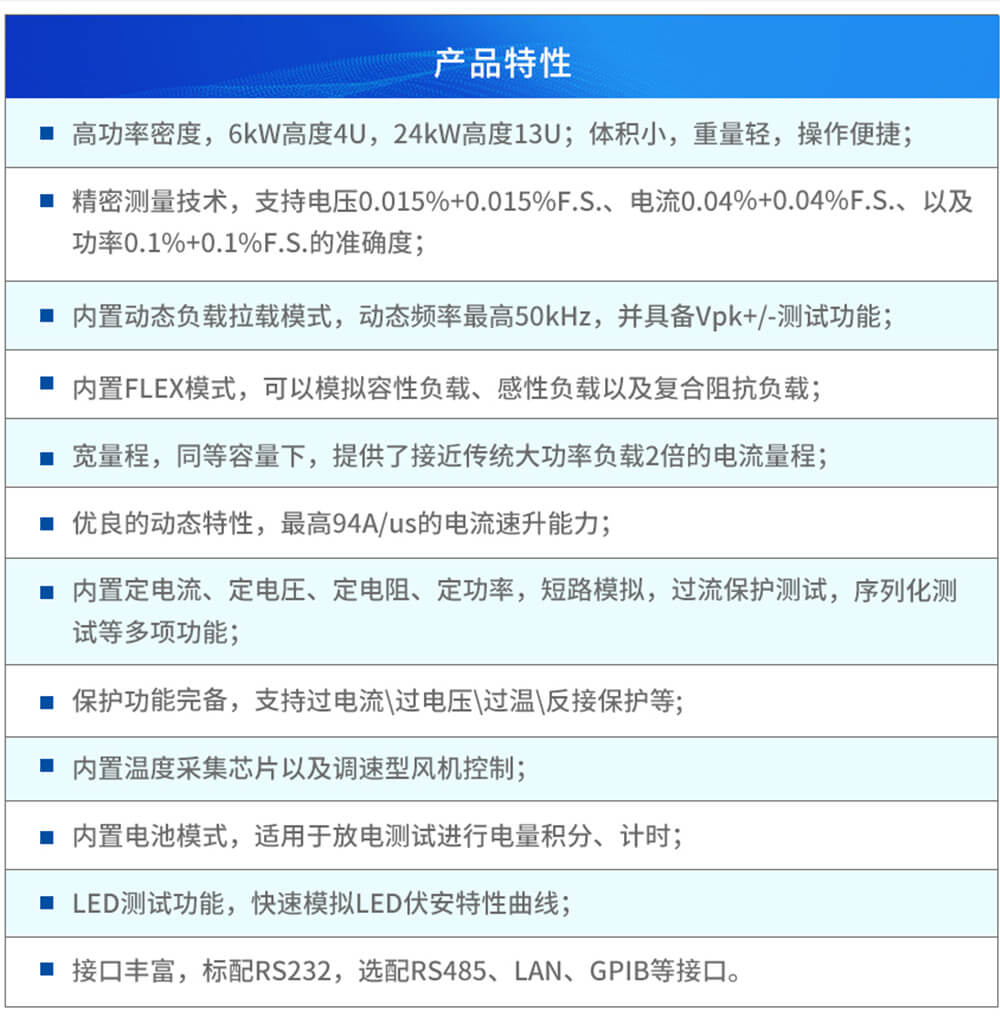 产品特性
高功率密度，6kW高度4U，24kW高度13U；体积小，重量轻，操作便捷；
精密测量技术，支持电压0.015%+0.015%F.S.、电流0.04%+0.04%F.S.、以及
功率0.1%+0.1%F.S.的准确度；
内置动态负载拉载模式，动态频率最高50kHz，并具备Vpk+/-测试功能；
内置FLEX模式，可以模拟容性负载、感性负载以及复合阻抗负载；
宽量程，同等容量下，提供了接近传统大功率负载2倍的电流量程；
优良的动态特性，最高94A/us的电流速升能力；
内置定电流、定电压、定电阻、定功率，短路模拟，过流保护测试，序列化测
试等多项功能；
保护功能完备，支持过电流\过电压\过温\反接保护等；
内置温度采集芯片以及调速型风机控制；
内置电池模式，适用于放电测试进行电量积分、计时；
LED测试功能，快速模拟LED伏安特性曲线；
接口丰富，标配RS232，选配RS485、LAN、GPIB等接口。